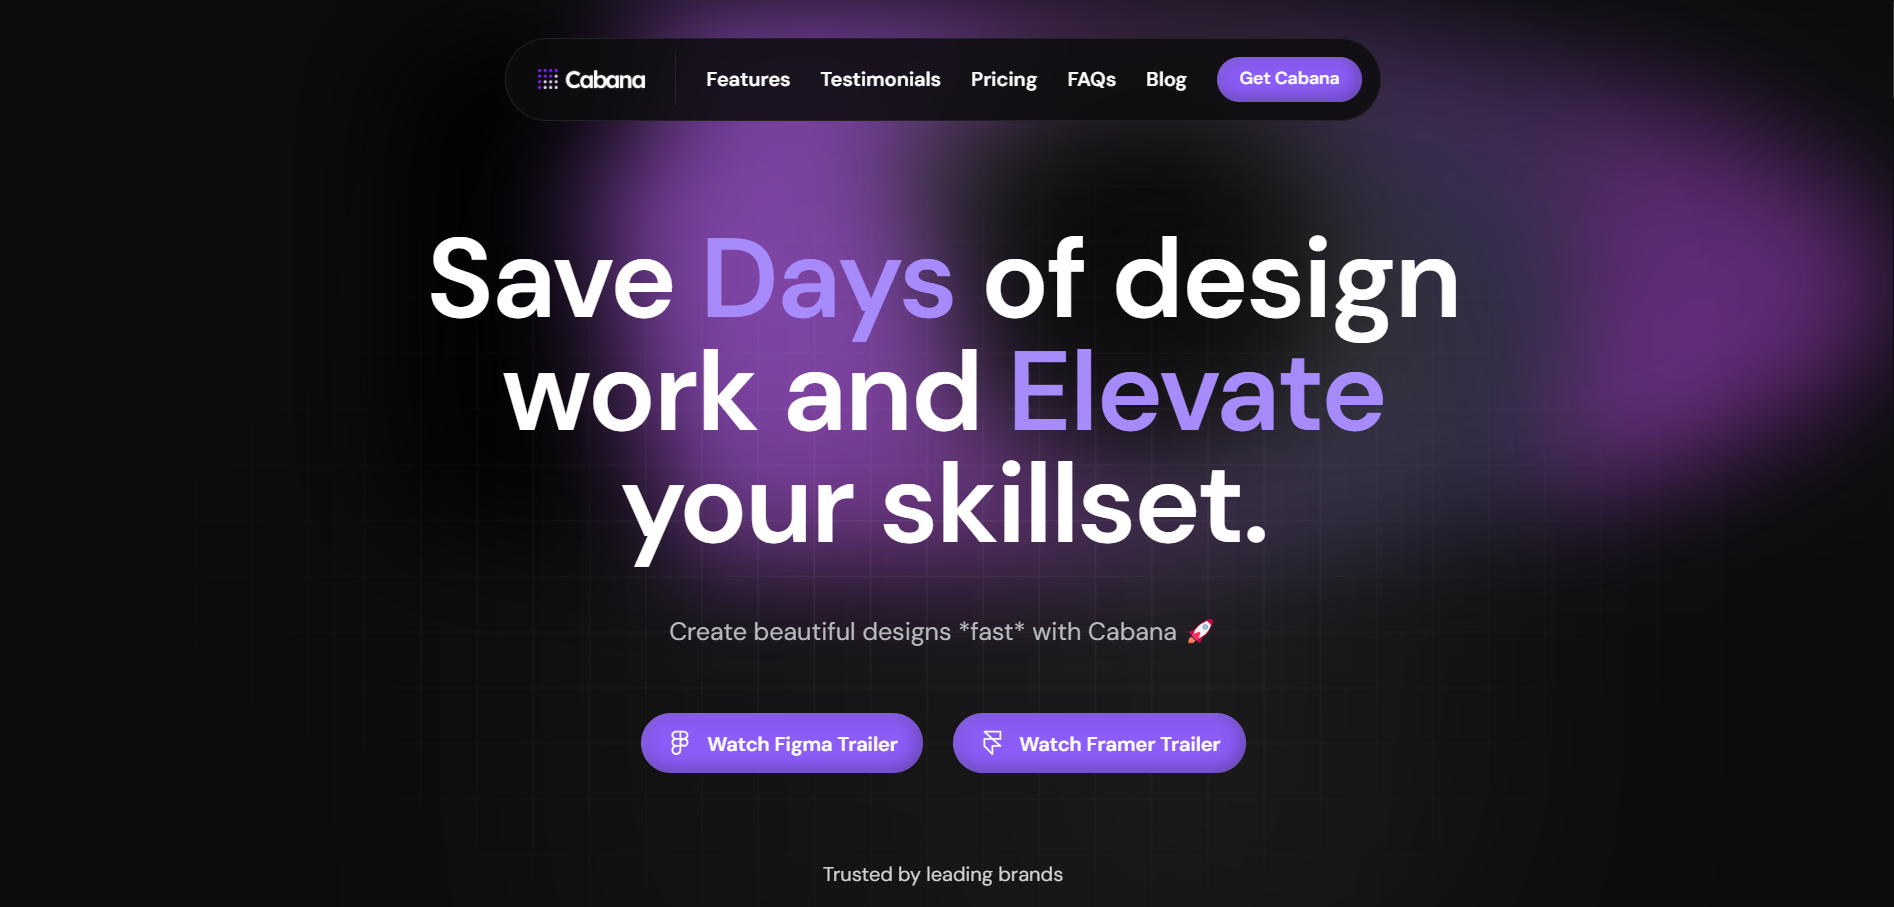 Cabana Features Testimonials Pricing FAQs Blog Get Cabana
Save Days of design
work and Elevate
your skillset.
Create beautiful designs *fast* with Cabana 🚀
Watch Figma Trailer Watch Framer Trailer
Trusted by leading brands